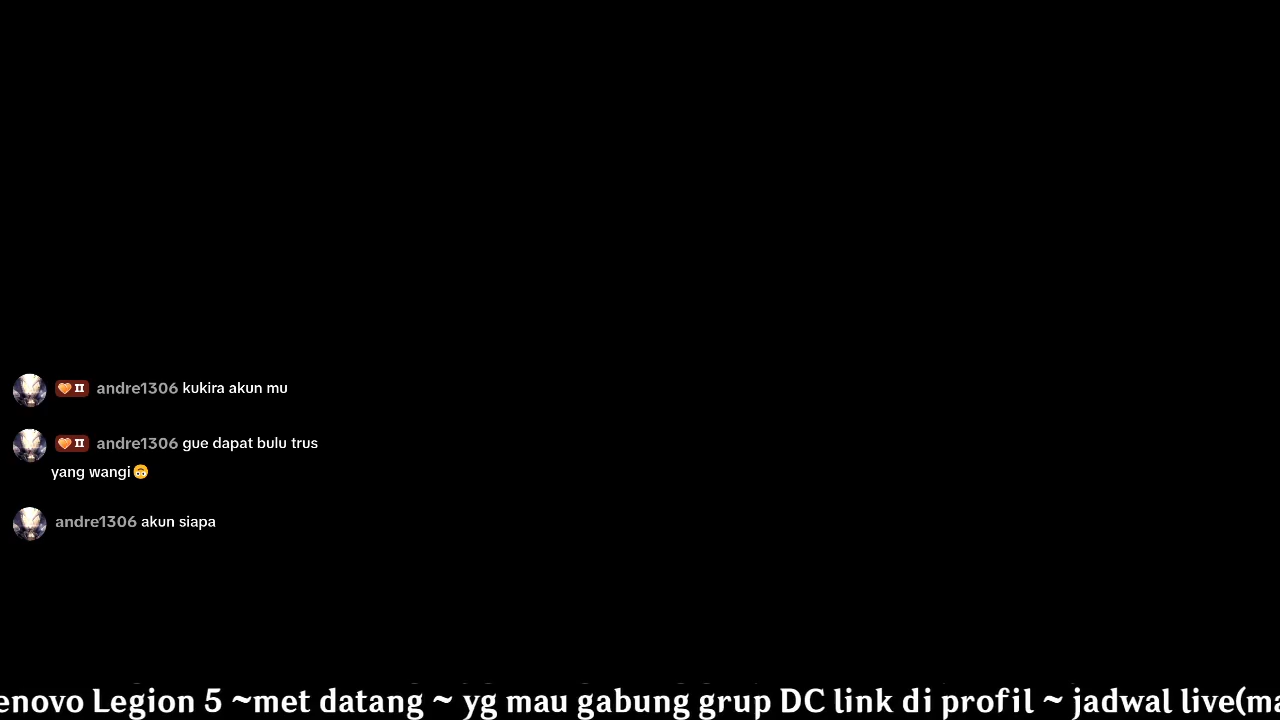 andre1306 kukira akun mu
andre1306 gue dapat bulu trus
yang wangi🙃
andre1306 akun siapa
enovo Legion 5 ~met datang ~ yg mau gabung grup DC link di profil ~ jadwal live(ma